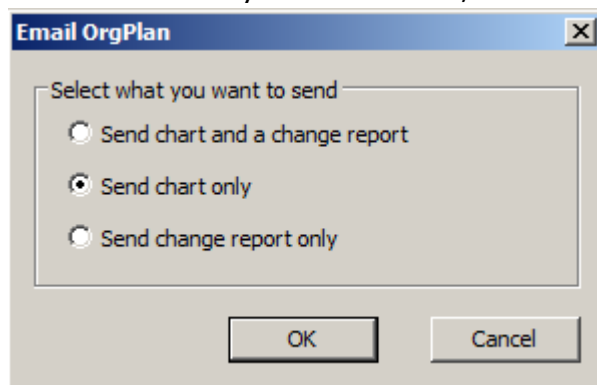 Email OrgPlan
Select what you want to send
Send chart and a change report
Send chart only
Send change report only
OK
Cancel